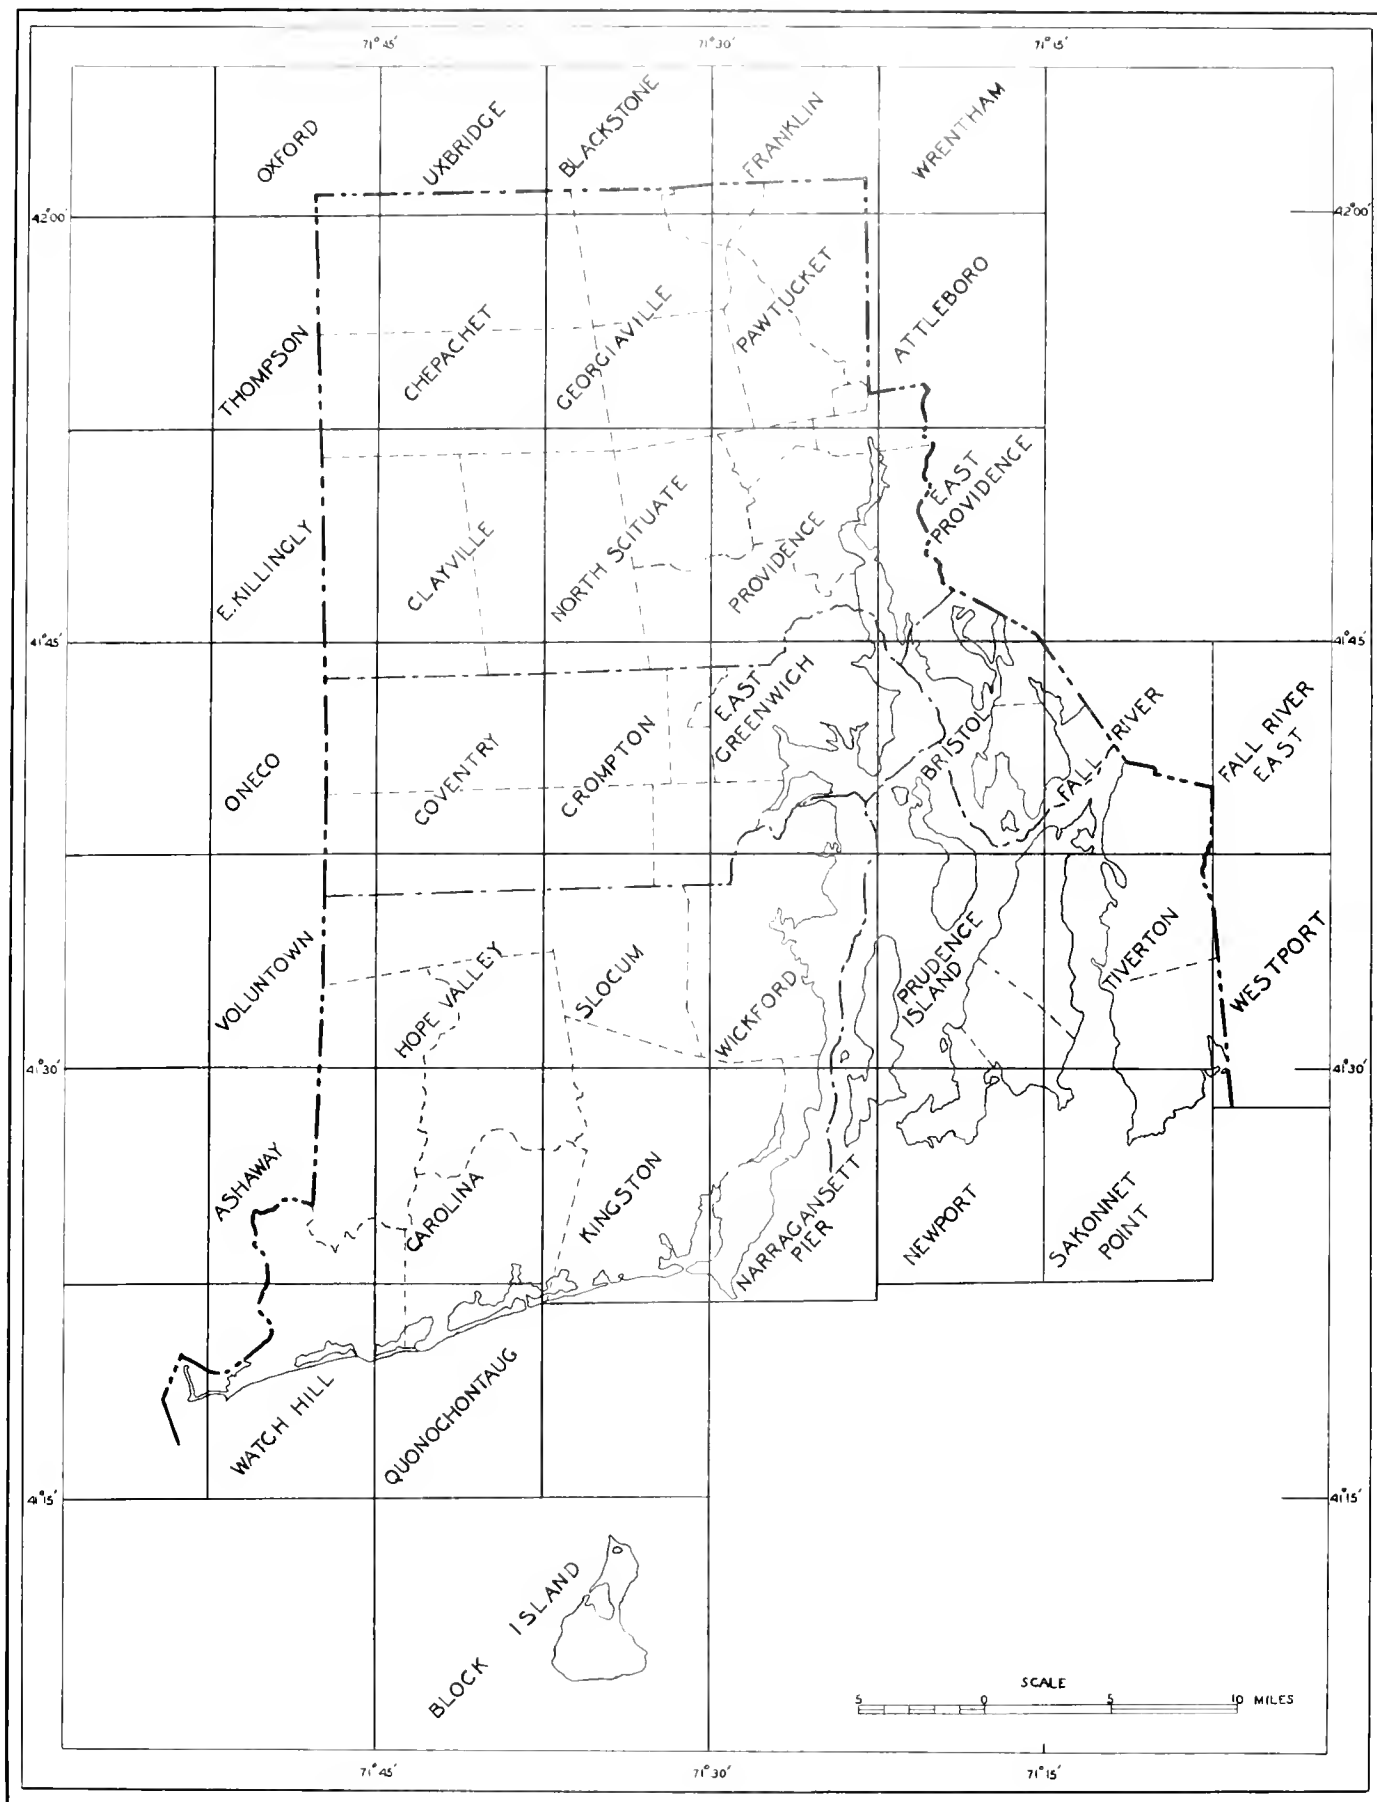 71°45' 71°30' 71°15'
OXFORD
UXBRIDGE
BLACKSTONE
FRANKLIN
WRENTHAM
42°00' 42°00'
THOMPSON
CHEPACHET
GEORGIAVILLE
PAWTUCKET
ATTLEBORO
E. KILLINGLY
CLAYVILLE
NORTH SCITUATE
PROVIDENCE
EAST
PROVIDENCE
41°45' 41°45'
ONECO
COVENTRY
CROMPTON
EAST
GREENWICH
BRISTOL
FALL RIVER
FALL RIVER
EAST
VOLUNTOWN
HOPE VALLEY
SLOCUM
WICKFORD
PRUDENCE
ISLAND
TIVERTON
WESTPORT
41°30' 41°30'
ASHAWAY
CAROLINA
KINGSTON
NARRAGANSETT
PIER
NEWPORT
SAKONNET
POINT
WATCH HILL
QUONOCHONTAUG
41°15' 41°15'
BLOCK ISLAND
SCALE
5 0 5 10 MILES
71°45' 71°30' 71°15'